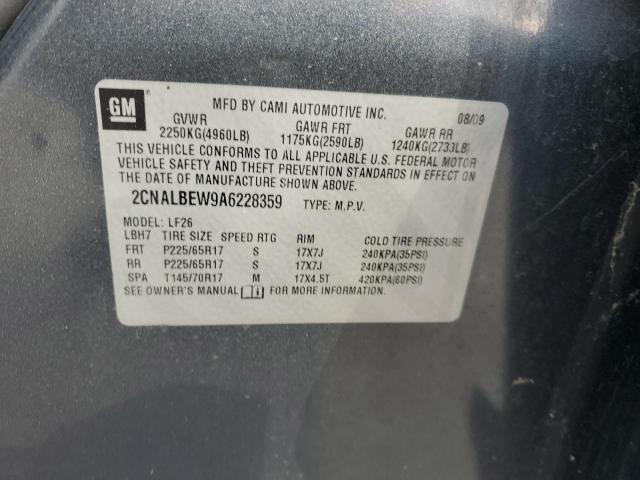 GM
MFD BY CAMI AUTOMOTIVE INC. 08/09
GVWR GAWR FRT GAWR RR
2250KG(4960LB) 1175KG(2590LB) 1240KG(2733LB)
THIS VEHICLE CONFORMS TO ALL APPLICABLE U.S. FEDERAL MOTOR
VEHICLE SAFETY AND THEFT PREVENTION STANDARDS IN EFFECT ON
THE DATE OF MANUFACTURE SHOWN ABOVE.
2CNALBEW9A6228359 TYPE: M.P.V.
MODEL: LF26
LBH7 TIRE SIZE SPEED RTG RIM COLD TIRE PRESSURE
FRT P225/65R17 S 17X7J 240KPA(35PSI)
RR P225/65R17 S 17X7J 240KPA(35PSI)
SPA T145/70R17 M 17X4.5T 420KPA(60PSI)
SEE OWNER'S MANUAL FOR MORE INFORMATION.